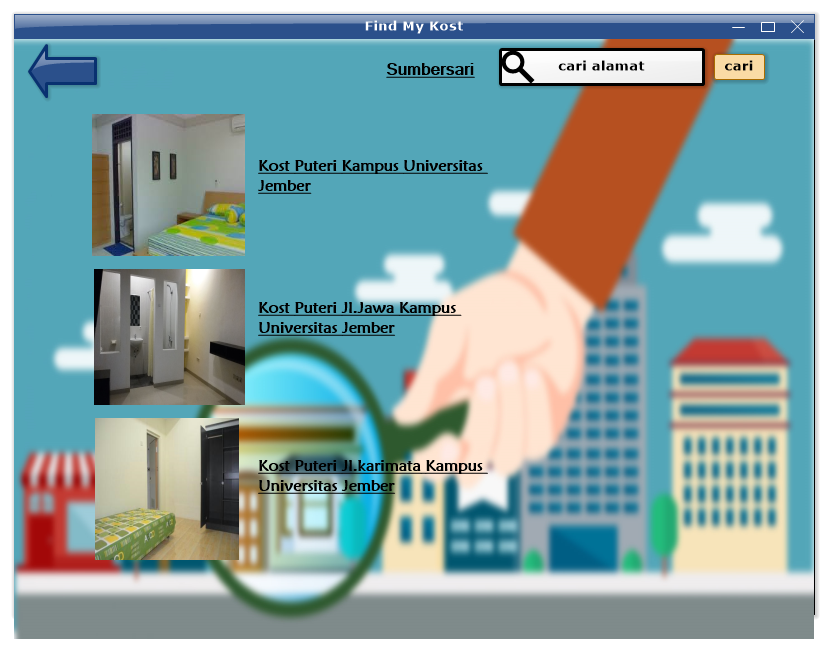 Find My Kost
Sumbersari
cari alamat
cari
Kost Puteri Kampus Universitas
Jember
Kost Puteri Jl.Jawa Kampus
Universitas Jember
Kost Puteri Jl.karimata Kampus
Universitas Jember